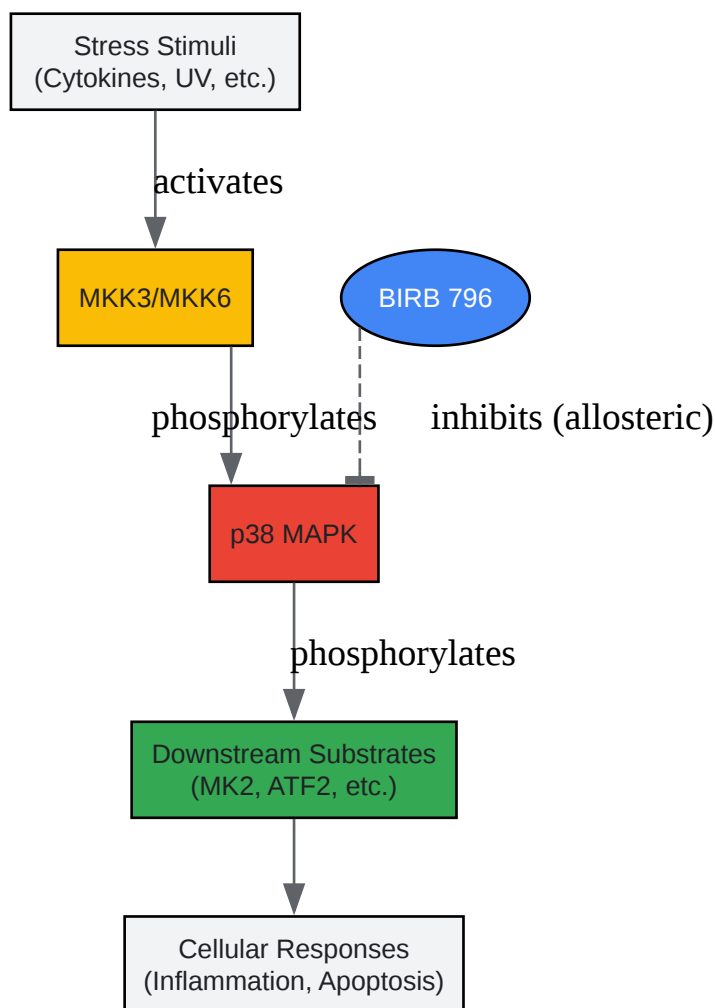 Stress Stimuli
(Cytokines, UV, etc.)
activates
MKK3/MKK6
BIRB 796
phosphorylates
inhibits (allosteric)
p38 MAPK
phosphorylates
Downstream Substrates
(MK2, ATF2, etc.)
Cellular Responses
(Inflammation, Apoptosis)